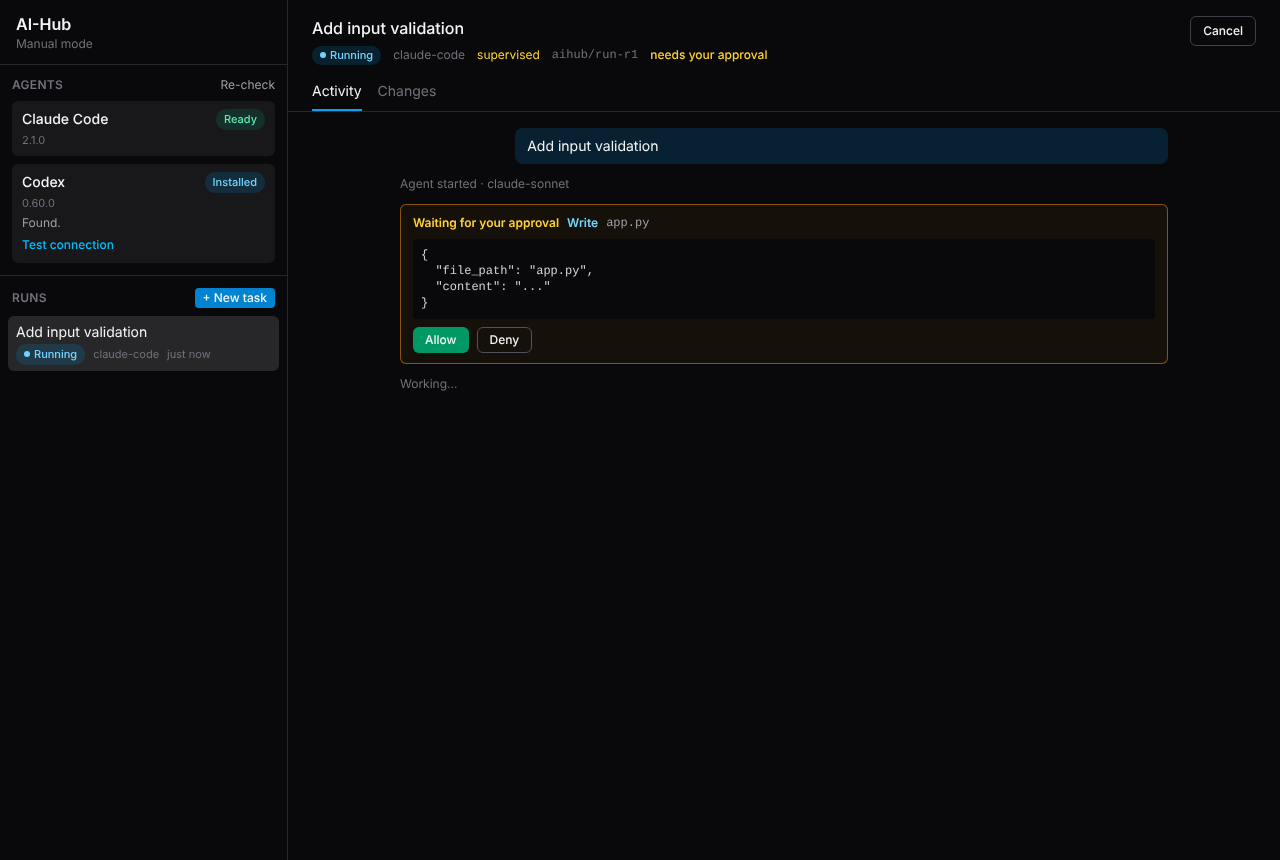 AI-Hub
Manual mode
AGENTS Re-check
Claude Code Ready
2.1.0
Codex Installed
0.60.0
Found.
Test connection
RUNS + New task
Add input validation
Running claude-code just now
Add input validation
Cancel
Running claude-code supervised aihub/run-r1 needs your approval
Activity Changes
Add input validation
Agent started · claude-sonnet
Waiting for your approval Write app.py
{
  "file_path": "app.py",
  "content": "..."
}
Allow Deny
Working...